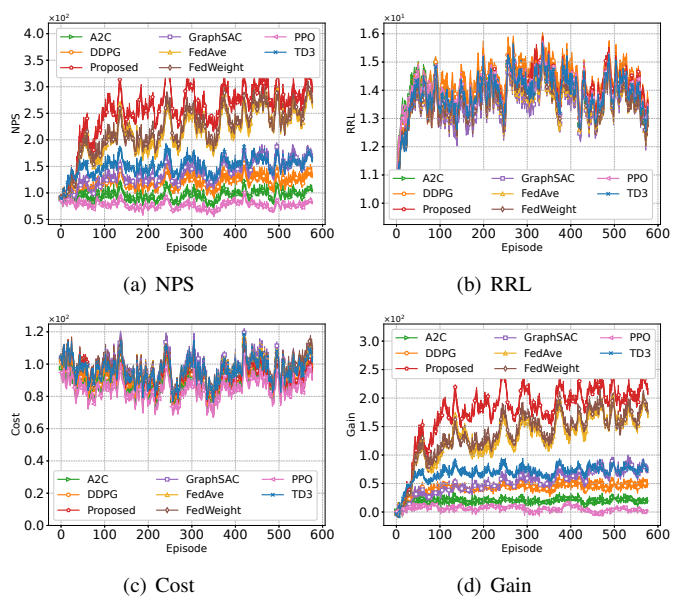 ×10²
4.0
3.5
3.0
2.5
2.0
1.5
1.0
0.5
NPS
A2C GraphSAC PPO
DDPG FedAve TD3
Proposed FedWeight
0 100 200 300 400 500 600
Episode
(a) NPS
×10¹
1.6
1.5
1.4
1.3
1.2
1.1
1.0
RRL
A2C GraphSAC PPO
DDPG FedAve TD3
Proposed FedWeight
0 100 200 300 400 500 600
Episode
(b) RRL
×10²
1.2
1.0
0.8
0.6
0.4
0.2
0.0
Cost
A2C GraphSAC PPO
DDPG FedAve TD3
Proposed FedWeight
0 100 200 300 400 500 600
Episode
(c) Cost
×10²
3.0
2.5
2.0
1.5
1.0
0.5
0.0
Gain
A2C GraphSAC PPO
DDPG FedAve TD3
Proposed FedWeight
0 100 200 300 400 500 600
Episode
(d) Gain